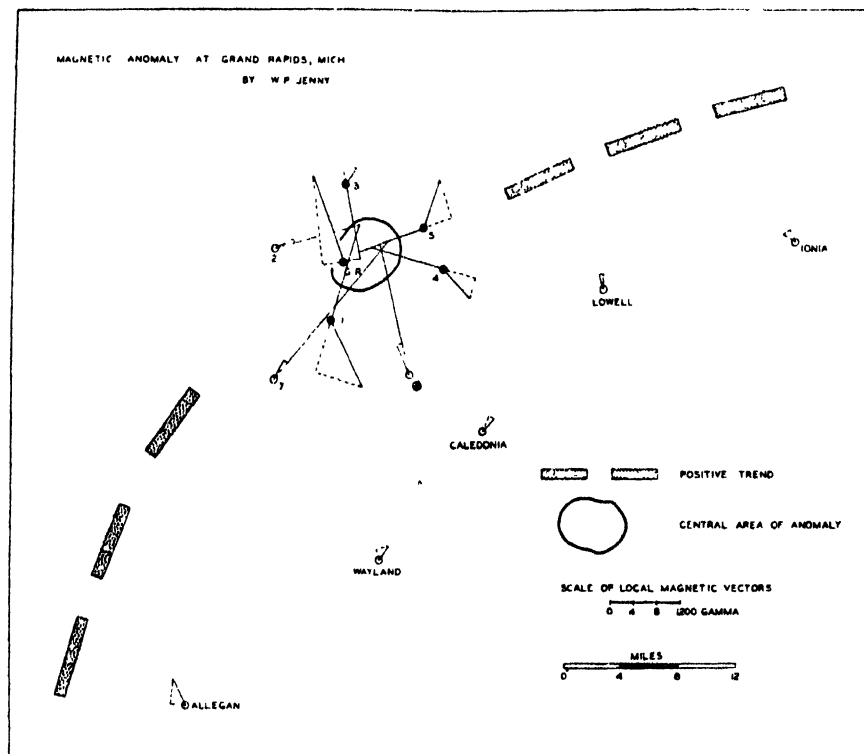 MAGNETIC ANOMALY AT GRAND RAPIDS, MICH
BY W P JENNY
3
5
2
G R
4
IONIA
LOWELL
1
7
CALEDONIA
POSITIVE TREND
CENTRAL AREA OF ANOMALY
WAYLAND
SCALE OF LOCAL MAGNETIC VECTORS
0 4 8 1200 GAMMA
MILES
0 4 8 12
ALLEGAN